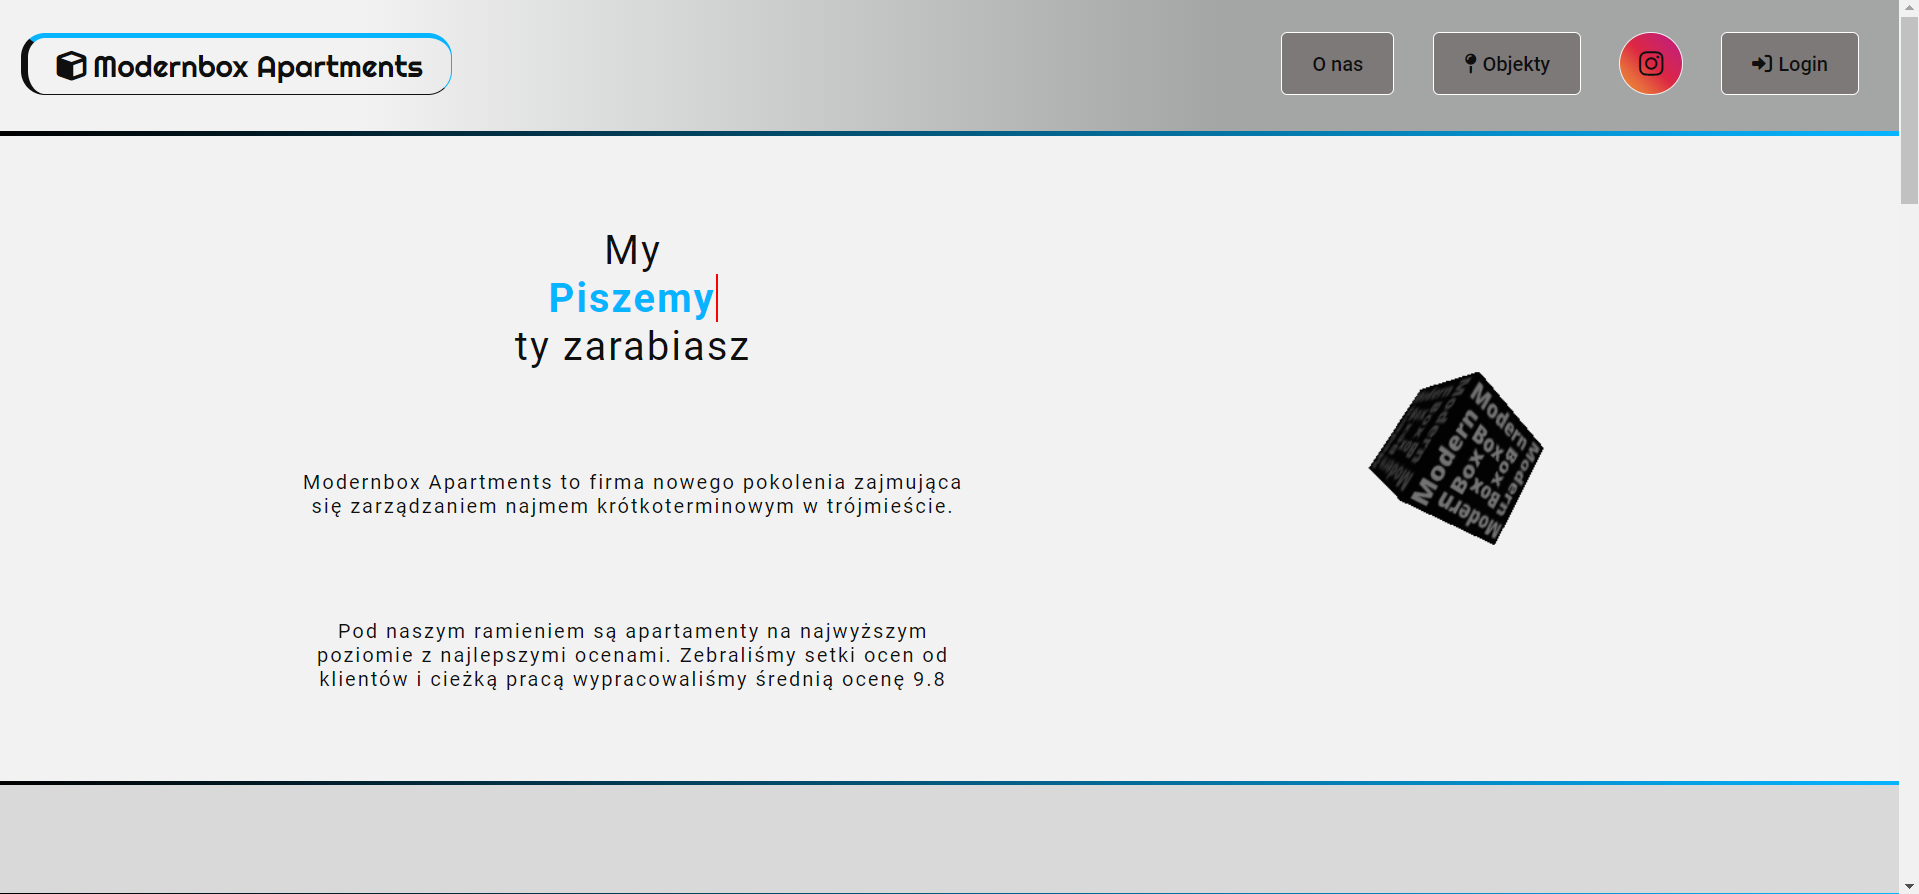 Modernbox Apartments
O nas
Objekty
Login
My
Piszemy
ty zarabiasz
Modernbox Apartments to firma nowego pokolenia zajmująca
się zarządzaniem najmem krótkoterminowym w trójmieście.
Modern
Box
Modern
Box
Modern
Box
Modern
Pod naszym ramieniem są apartamenty na najwyższym
poziomie z najlepszymi ocenami. Zebraliśmy setki ocen od
klientów i cieżką pracą wypracowaliśmy średnią ocenę 9.8